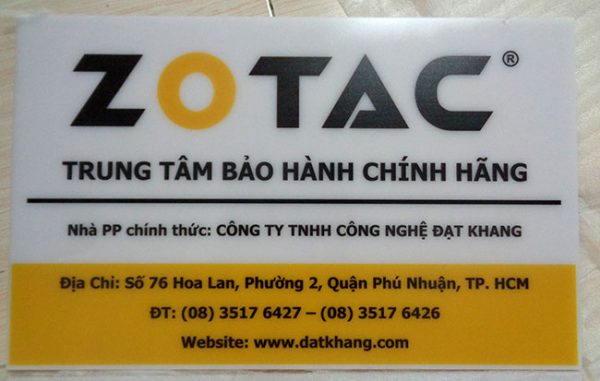 ZOTAC®
TRUNG TÂM BẢO HÀNH CHÍNH HÃNG
Nhà PP chính thức: CÔNG TY TNHH CÔNG NGHỆ ĐẠT KHANG
Địa Chỉ: Số 76 Hoa Lan, Phường 2, Quận Phú Nhuận, TP. HCM
ĐT: (08) 3517 6427 – (08) 3517 6426
Website: www.datkhang.com